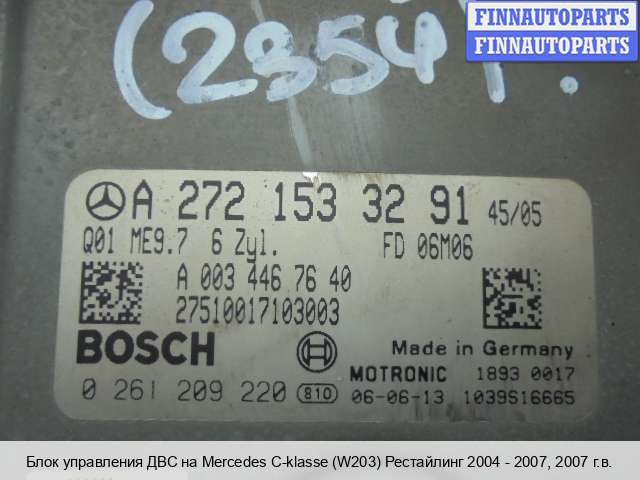 FINNAUTOPARTS
FINNAUTOPARTS
(2354).
A 272 153 32 91 45/05
Q01 ME9.7 6 Zyl. FD 06M06
A 003 446 76 40
27510017103003
BOSCH
Made in Germany
MOTRONIC 1893 0017
0 261 209 220 810 06-06-13 1039S16665
Блок управления ДВС на Mercedes C-klasse (W203) Рестайлинг 2004 - 2007, 2007 г.в.